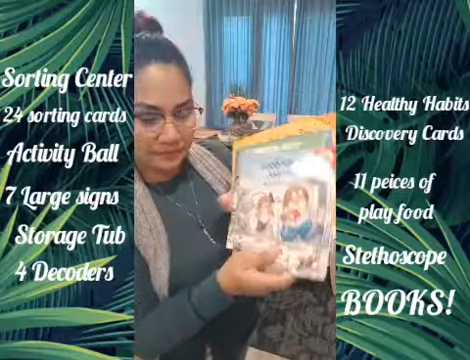 Sorting Center
24 sorting cards
Activity Ball
7 Large signs
Storage Tub
4 Decoders
12 Healthy Habits
Discovery Cards
11 peices of
play food
Stethoscope
BOOKS!